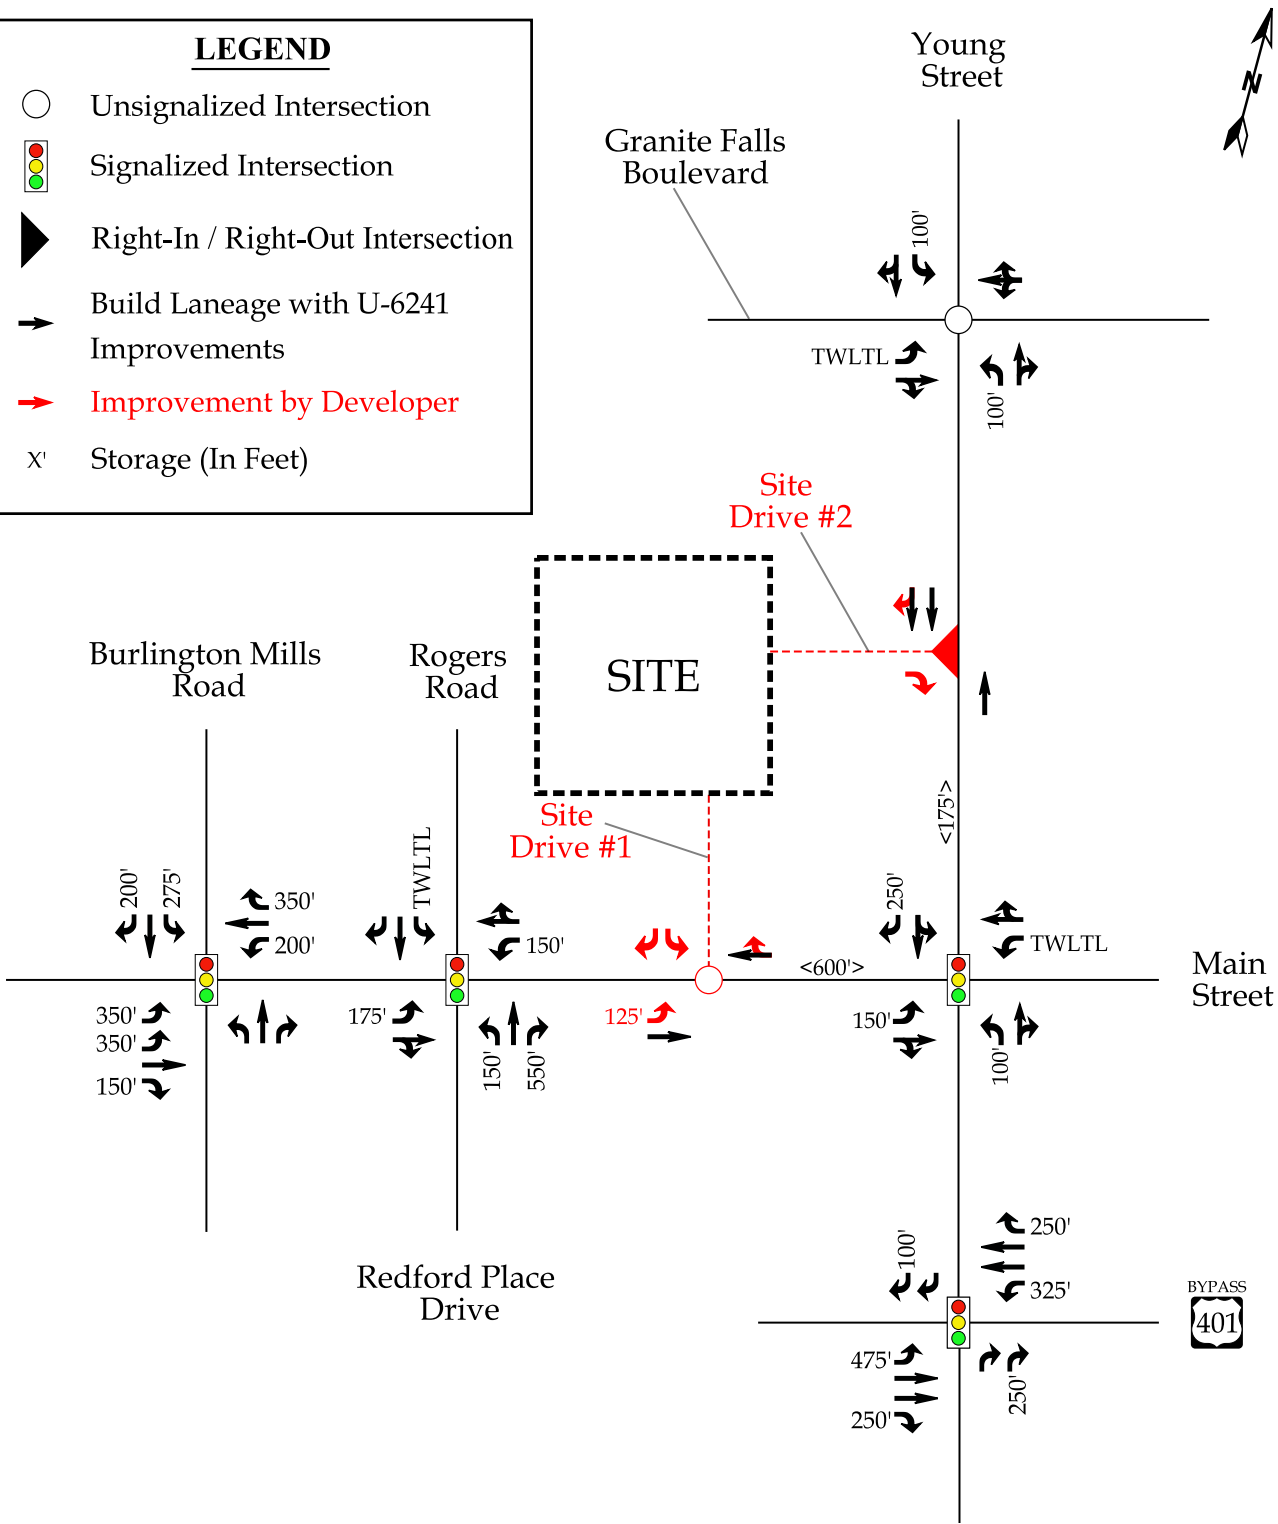 LEGEND
Unsignalized Intersection
Signalized Intersection
Right-In / Right-Out Intersection
Build Laneage with U-6241
Improvements
Improvement by Developer
X' Storage (In Feet)
N
Young
Street
Granite Falls
Boulevard
100'
TWLTL
100'
Site
Drive #2
SITE
Burlington Mills
Road
Rogers
Road
<175'>
Site
Drive #1
200'
275'
350'
200'
TWLTL
150'
250'
TWLTL
<600'>
Main
Street
350'
350'
150'
175'
150'
550'
125'
150'
100'
Redford Place
Drive
100'
250'
325'
BYPASS
401
475'
250'
250'